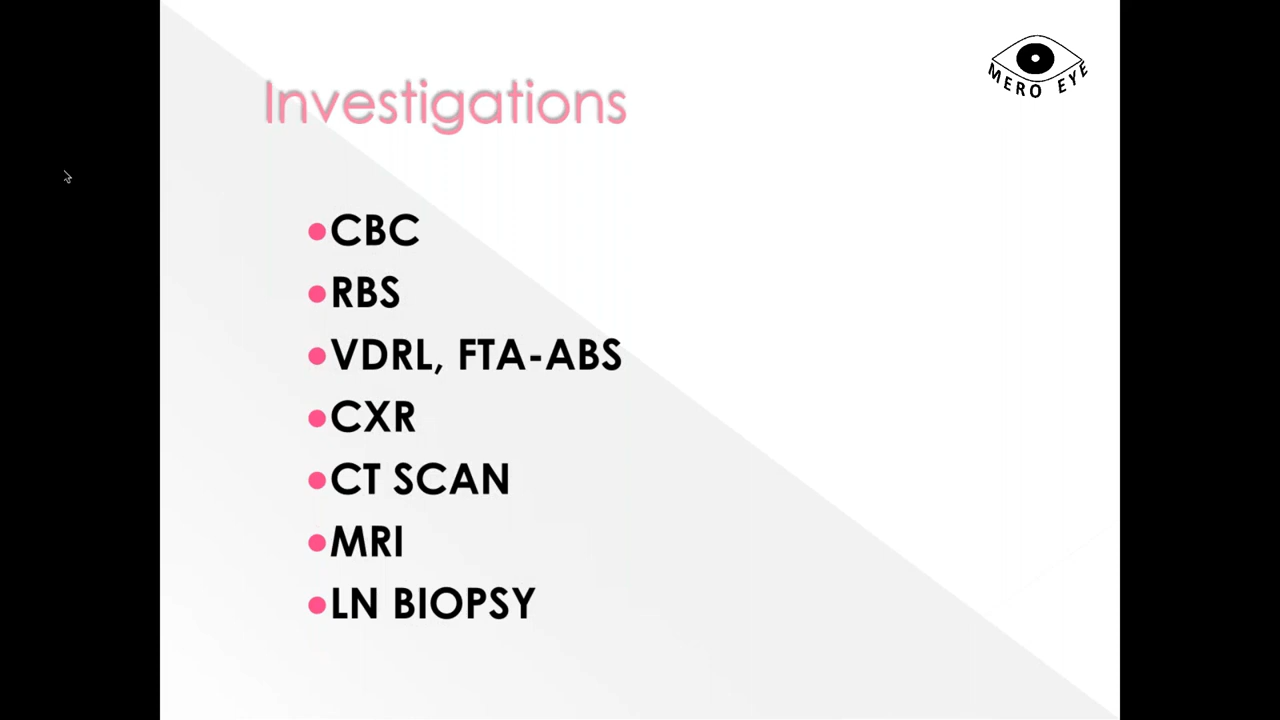 MERO EYE
Investigations
•CBC
•RBS
•VDRL, FTA-ABS
•CXR
•CT SCAN
•MRI
•LN BIOPSY